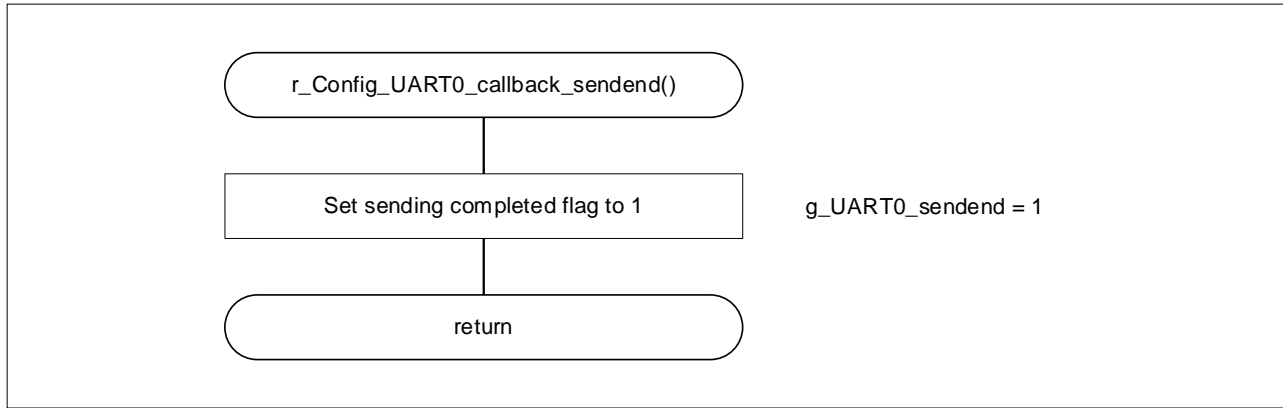 r_Config_UART0_callback_sendend()
Set sending completed flag to 1
g_UART0_sendend = 1
return